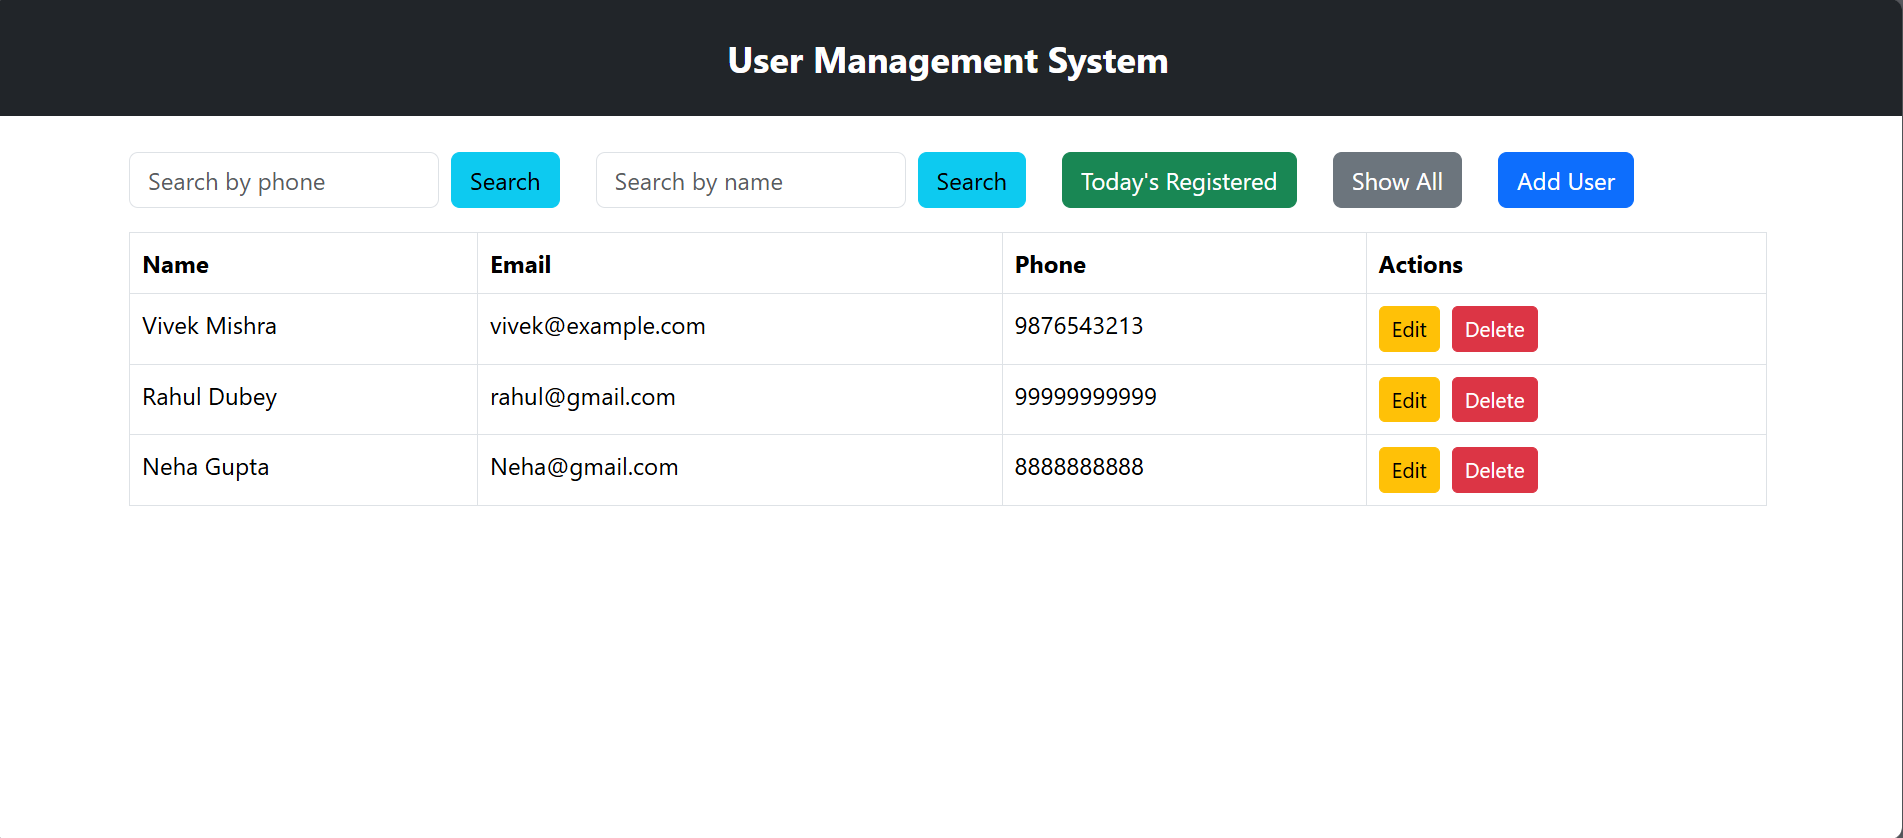 User Management System
Search by phone Search Search by name Search Today's Registered Show All Add User
Name Email Phone Actions
Vivek Mishra vivek@example.com 9876543213 Edit Delete
Rahul Dubey rahul@gmail.com 99999999999 Edit Delete
Neha Gupta Neha@gmail.com 8888888888 Edit Delete